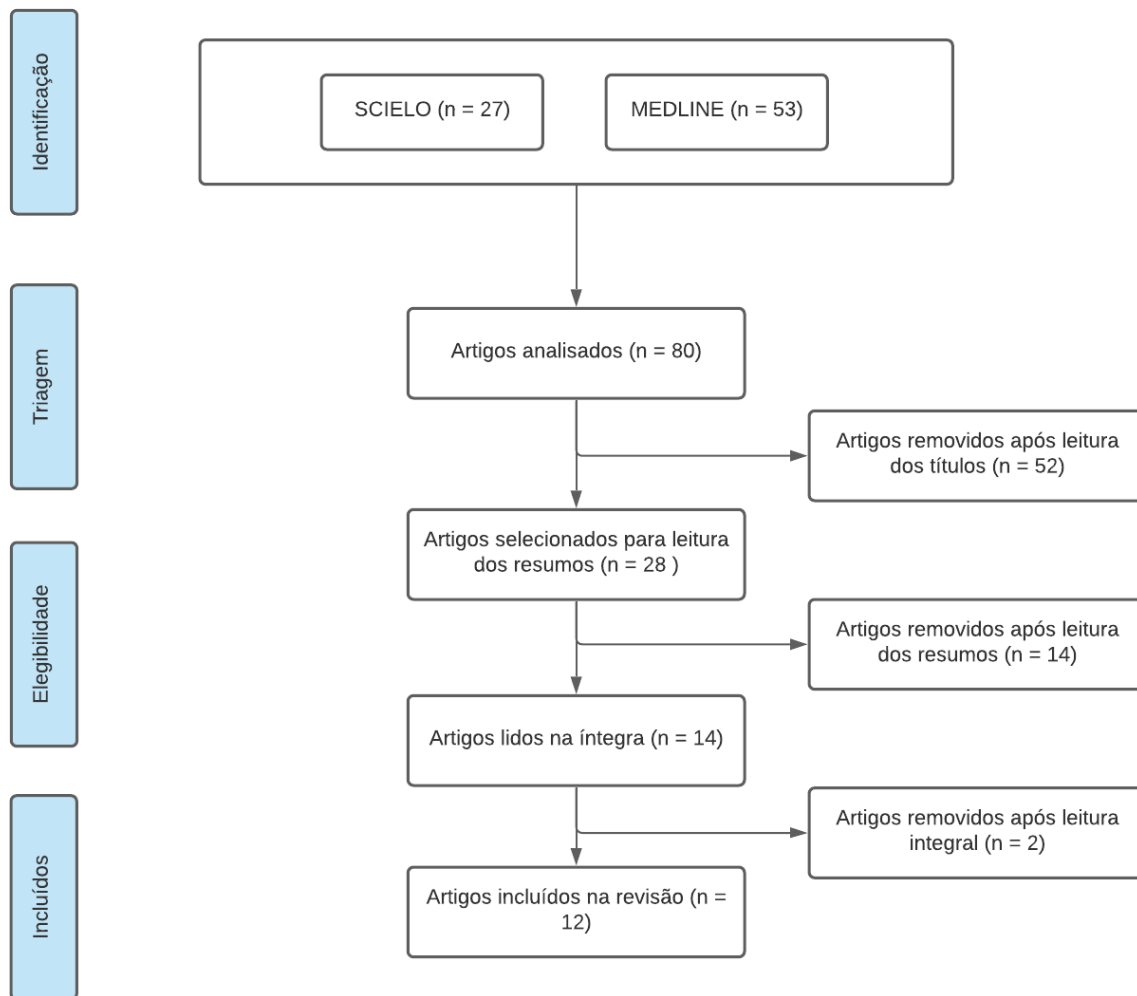 Identificação
SCIELO (n = 27)
MEDLINE (n = 53)
Triagem
Artigos analisados (n = 80)
Artigos removidos após leitura
dos títulos (n = 52)
Artigos selecionados para leitura
dos resumos (n = 28 )
Elegibilidade
Artigos removidos após leitura
dos resumos (n = 14)
Artigos lidos na íntegra (n = 14)
Artigos removidos após leitura
integral (n = 2)
Incluídos
Artigos incluídos na revisão (n =
12)